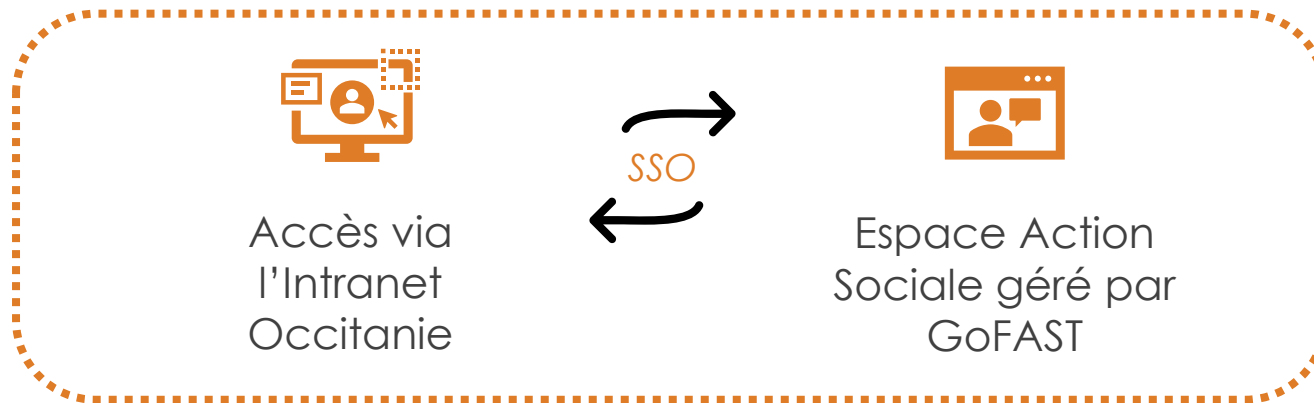 Accès via
l'Intranet
Occitanie
SSO
Espace Action
Sociale géré par
GoFAST